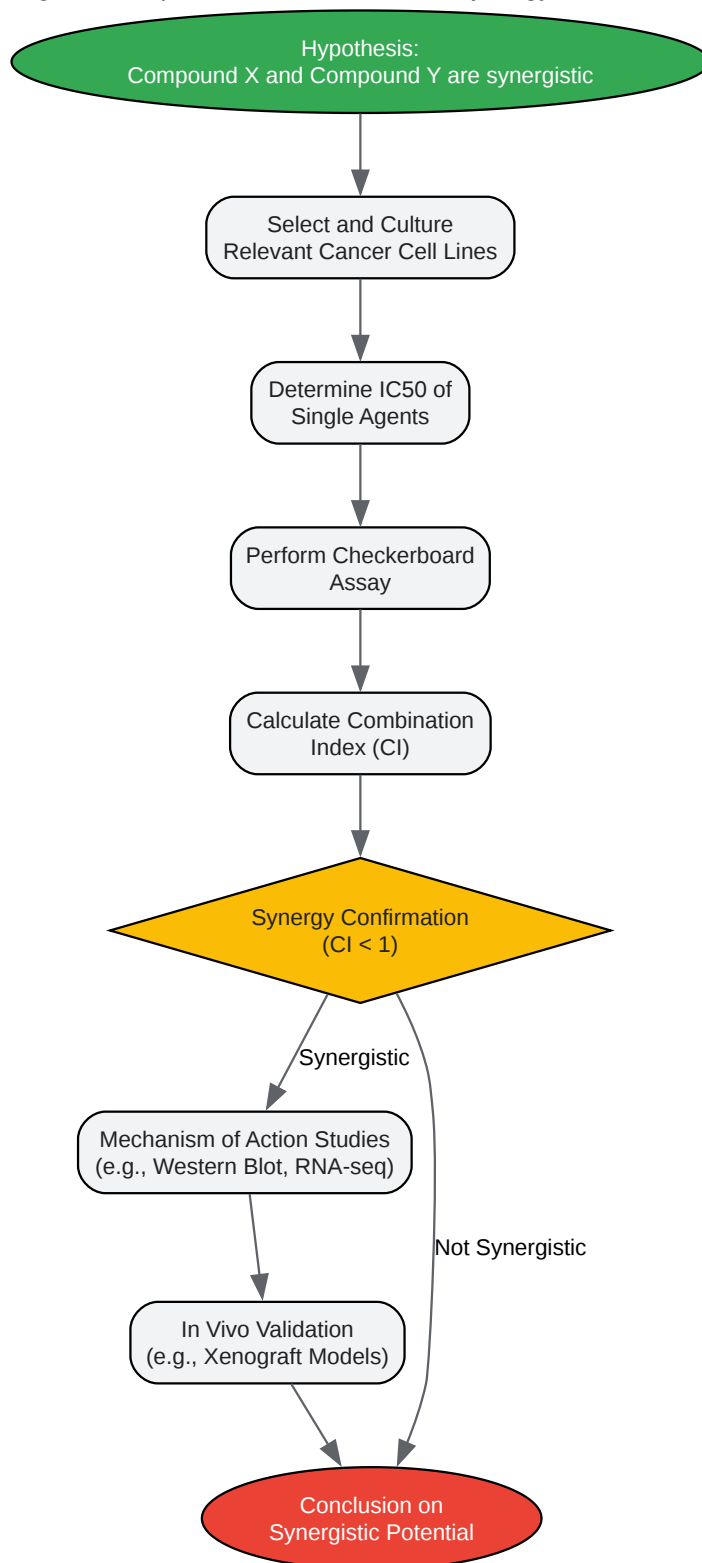 Hypothesis:
Compound X and Compound Y are synergistic
Select and Culture
Relevant Cancer Cell Lines
Determine IC50 of
Single Agents
Perform Checkerboard
Assay
Calculate Combination
Index (CI)
Synergy Confirmation
(CI < 1)
Synergistic
Mechanism of Action Studies
(e.g., Western Blot, RNA-seq)
Not Synergistic
In Vivo Validation
(e.g., Xenograft Models)
Conclusion on
Synergistic Potential